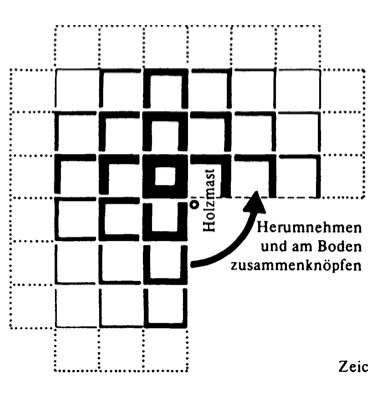 Holzmast
Herumnehmen
und am Boden
zusammenknöpfen
Zeic